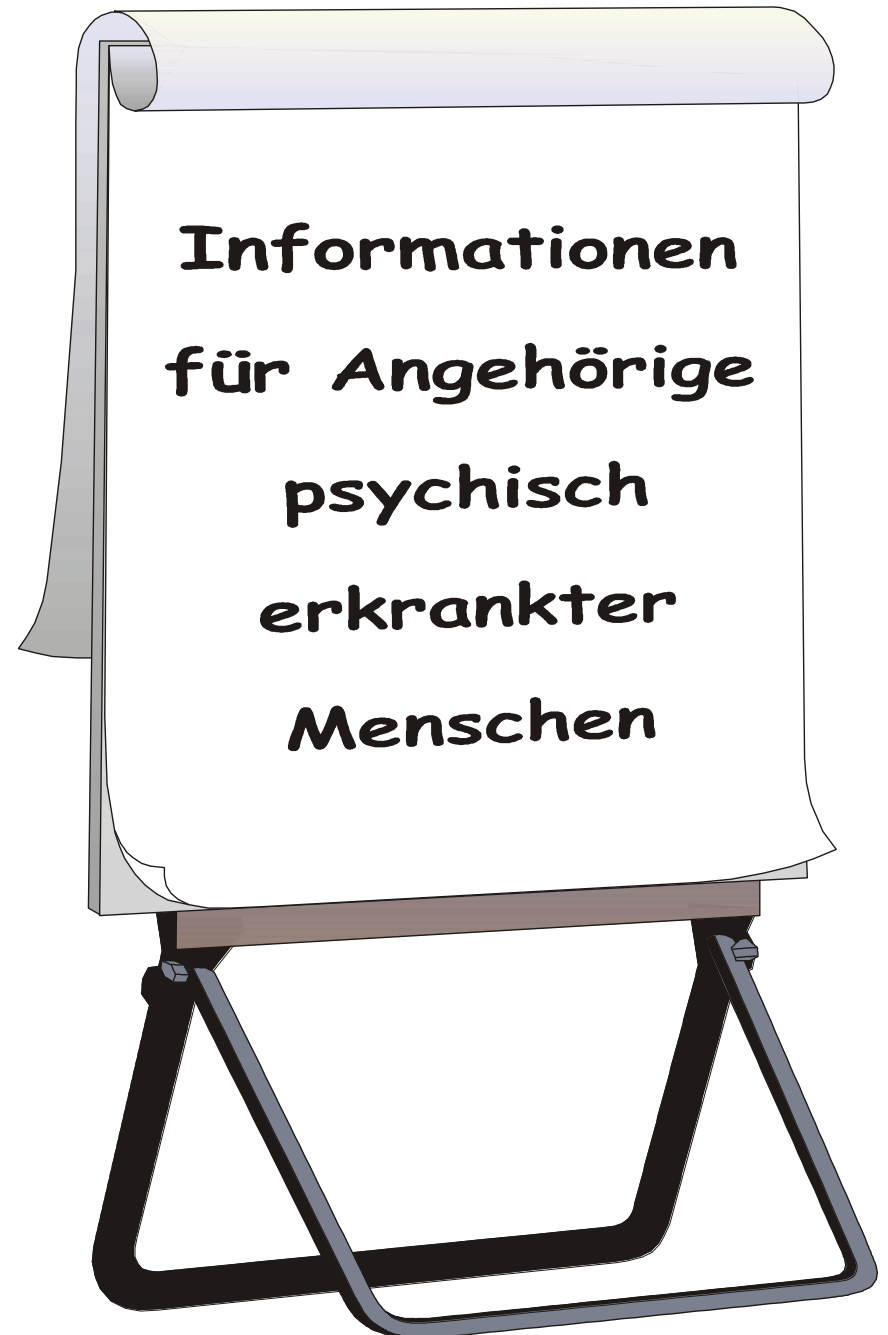 Informationen
für Angehörige
psychisch
erkrankter
Menschen